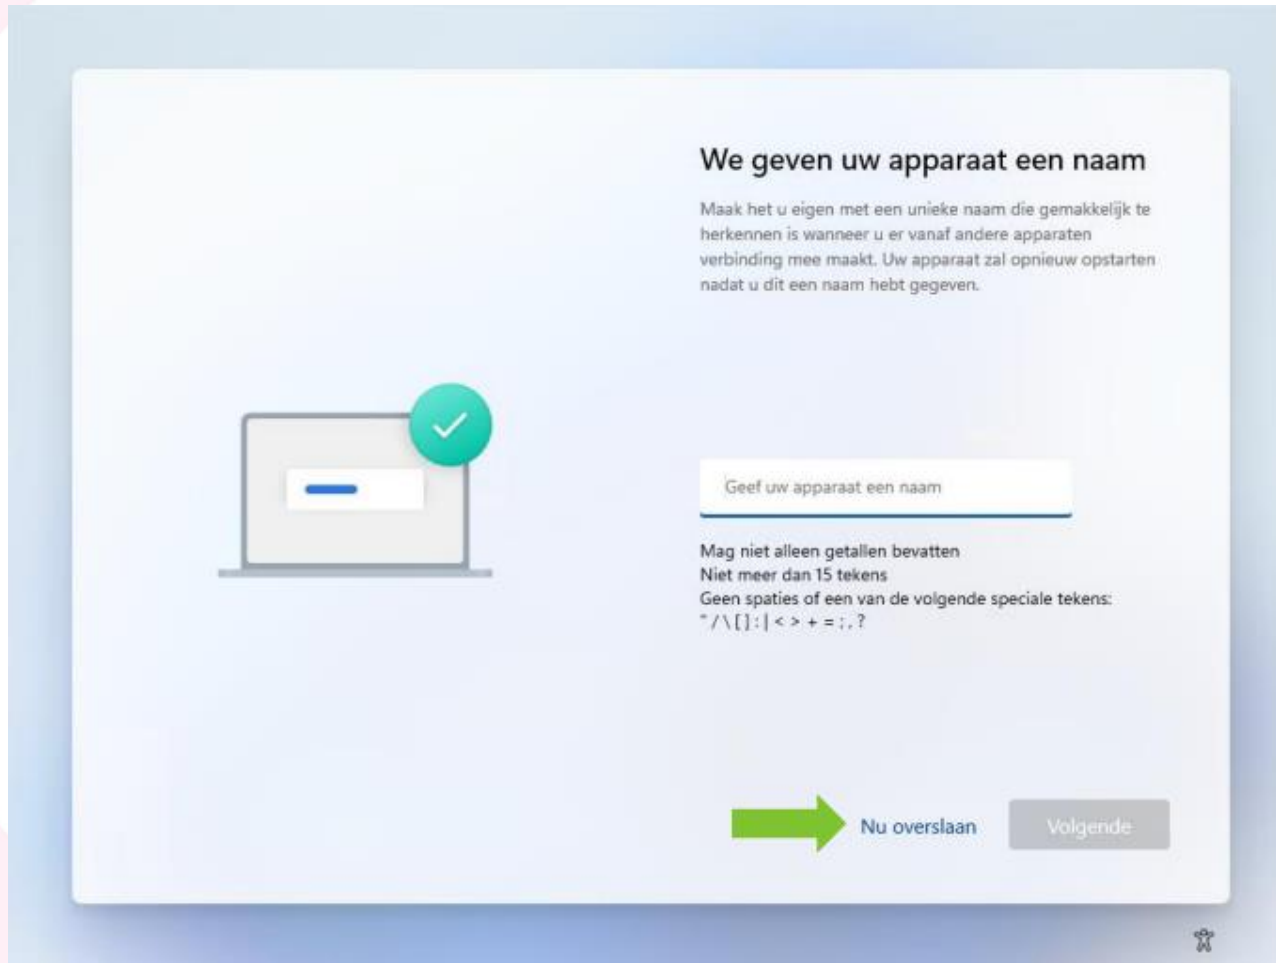 We geven uw apparaat een naam
Maak het u eigen met een unieke naam die gemakkelijk te
herkennen is wanneer u er vanaf andere apparaten
verbinding mee maakt. Uw apparaat zal opnieuw opstarten
nadat u dit een naam hebt gegeven.
Geef uw apparaat een naam
Mag niet alleen getallen bevatten
Niet meer dan 15 tekens
Geen spaties of een van de volgende speciale tekens:
" / \ [ ] : | < > + = ; , ?
Nu overslaan
Volgende